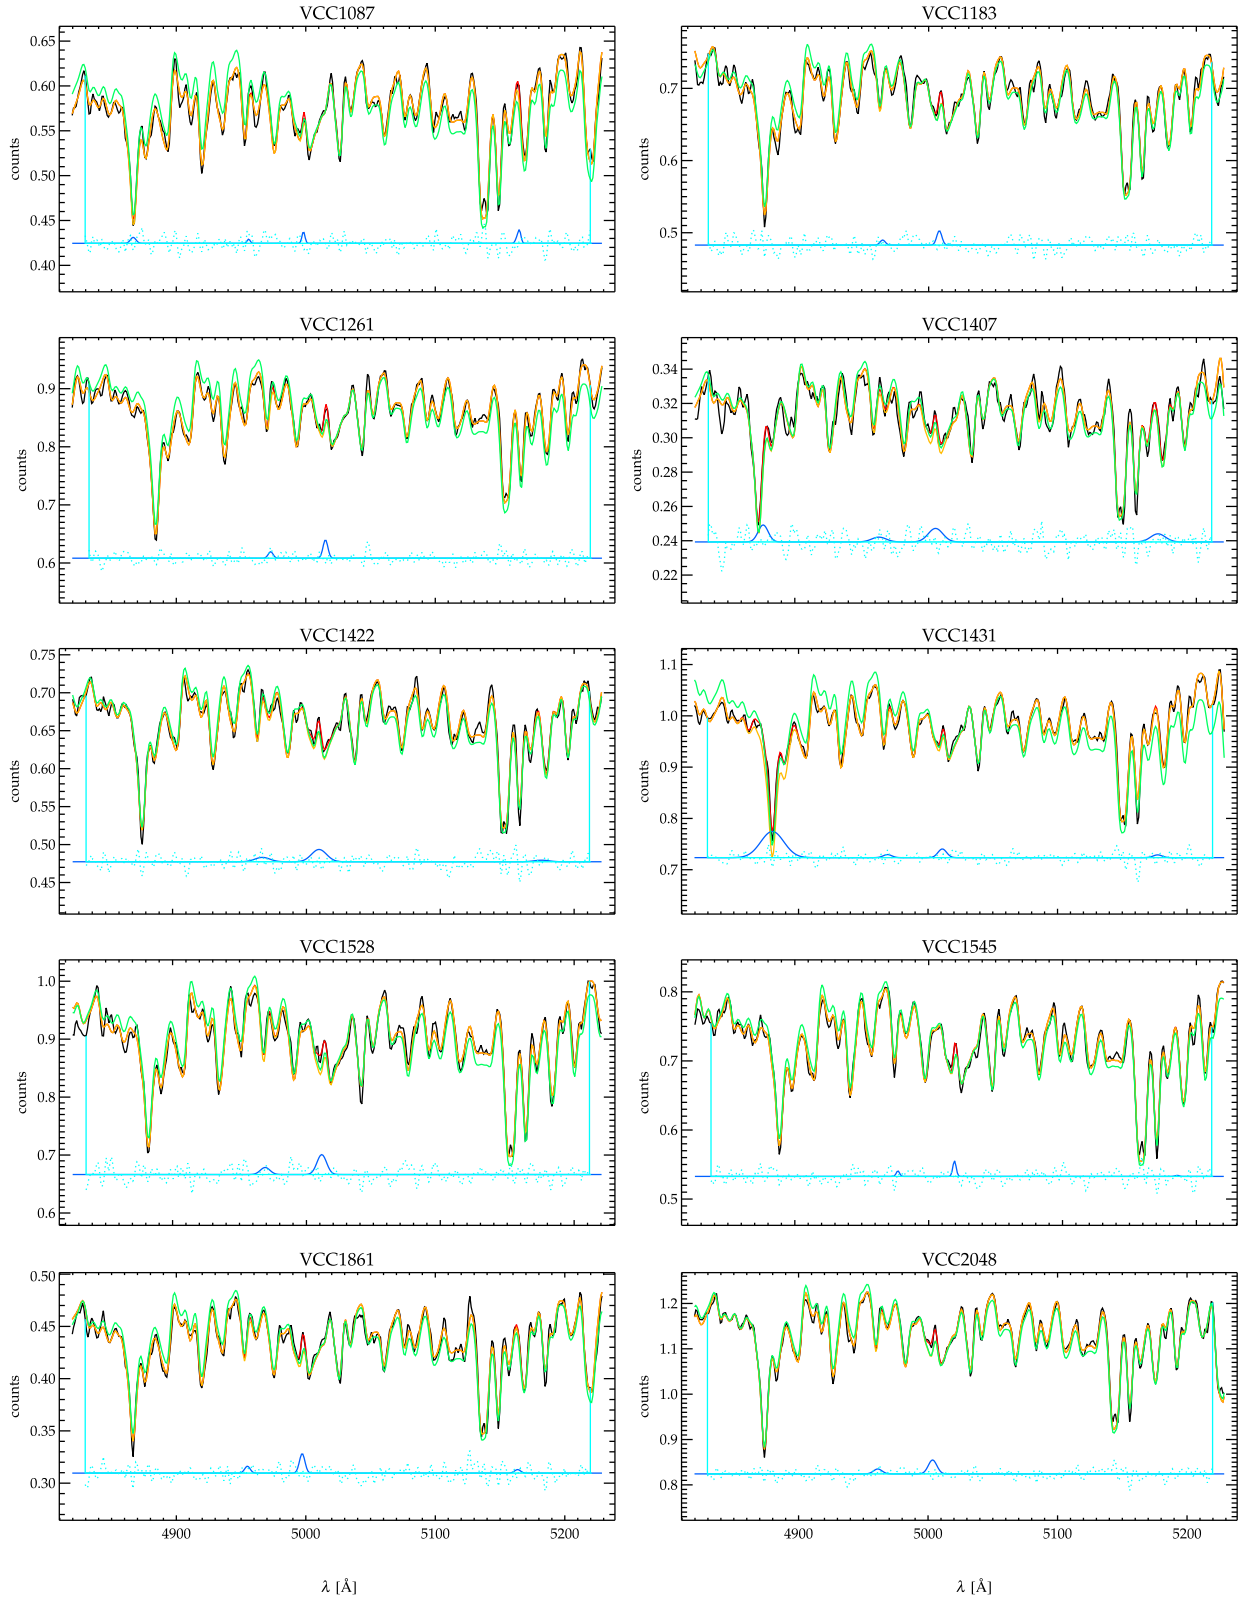 VCC1087
VCC1183
0.65
0.60
0.55
0.50
0.45
0.40
counts
0.7
0.6
0.5
counts
VCC1261
VCC1407
0.9
0.8
0.7
0.6
counts
0.34
0.32
0.30
0.28
0.26
0.24
0.22
counts
VCC1422
VCC1431
0.75
0.70
0.65
0.60
0.55
0.50
0.45
counts
1.1
1.0
0.9
0.8
0.7
counts
VCC1528
VCC1545
1.0
0.9
0.8
0.7
0.6
counts
0.8
0.7
0.6
0.5
counts
VCC1861
VCC2048
0.50
0.45
0.40
0.35
0.30
counts
1.2
1.1
1.0
0.9
0.8
counts
4900 5000 5100 5200
4900 5000 5100 5200
λ [Å]
λ [Å]